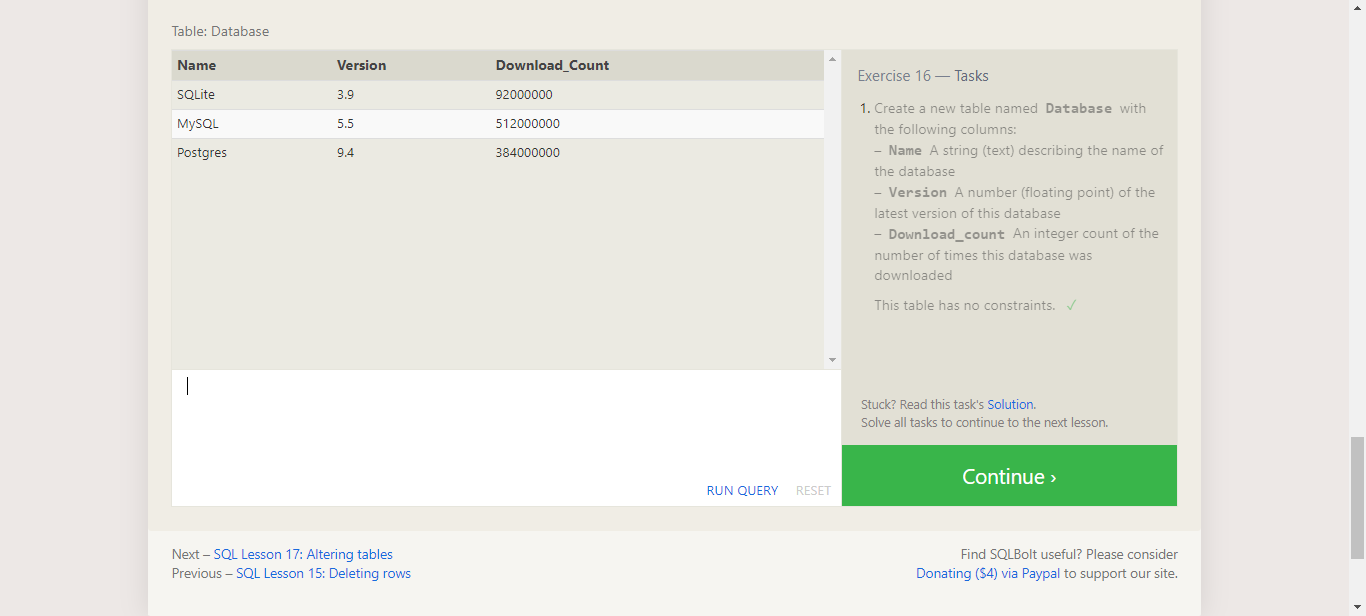 Table: Database
Name Version Download_Count
SQLite 3.9 92000000
MySQL 5.5 512000000
Postgres 9.4 384000000
RUN QUERY RESET
Exercise 16 — Tasks
1. Create a new table named Database with
the following columns:
– Name A string (text) describing the name of
the database
– Version A number (floating point) of the
latest version of this database
– Download_count An integer count of the
number of times this database was
downloaded
This table has no constraints. ✓
Stuck? Read this task's Solution.
Solve all tasks to continue to the next lesson.
Continue ›
Next – SQL Lesson 17: Altering tables
Previous – SQL Lesson 15: Deleting rows
Find SQLBolt useful? Please consider
Donating ($4) via Paypal to support our site.